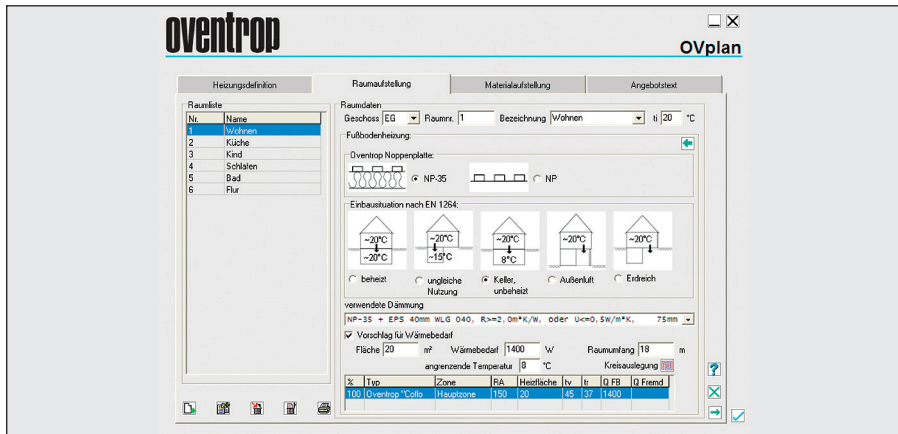 oventrop
OVplan
Heizungsdefinition Raumaufstellung Materialaufstellung Angebotstext
Raumliste
Nr. Name
1 Wohnen
2 Küche
3 Kind
4 Schlafen
5 Bad
6 Flur
Raumdaten
Geschoss EG Raumnr. 1 Bezeichnung Wohnen ti 20 °C
Fußbodenheizung:
Oventrop Noppenplatte:
NP-35 NP
Einbausituation nach EN 1264:
~20°C ~20°C ~20°C ~20°C ~20°C
~20°C ~15°C 8°C
beheizt ungleiche Nutzung Keller, unbeheizt Außenluft Erdreich
verwendete Dämmung
NP-35 + EPS 40mm WLG 040, R>=2,0m*K/W, oder U<=0,5W/m*K, 75mm
Vorschlag für Wärmebedarf
Fläche 20 m² Wärmebedarf 1400 W Raumumfang 18 m
angrenzende Temperatur 8 °C Kreisauslegung
% Typ Zone RA Heizfläche tv tr Q FB Q Fremd
100 Oventrop "Collo Hauptzone 150 20 45 37 1400